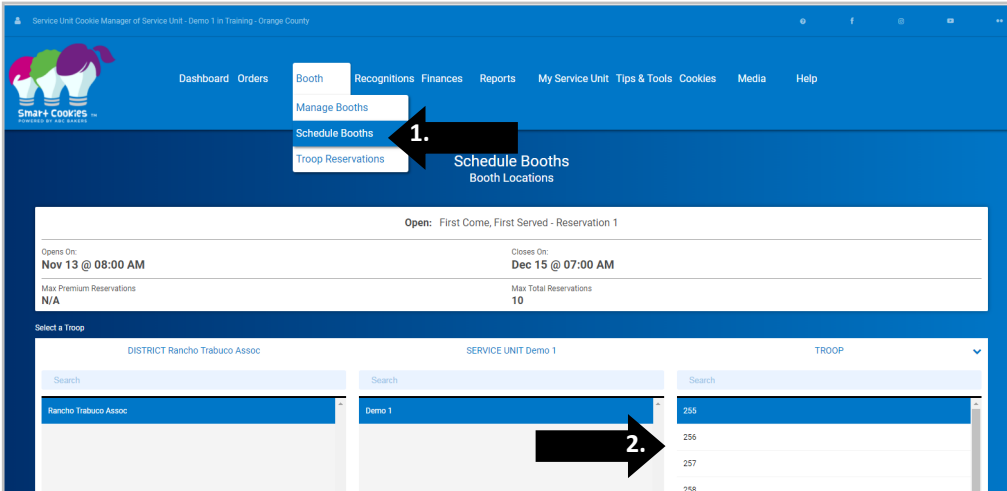 Service Unit Cookie Manager of Service Unit - Demo 1 in Training - Orange County
Smart Cookies TM
POWERED BY ABC BAKERS
Dashboard Orders Booth Recognitions Finances Reports My Service Unit Tips & Tools Cookies Media Help
Manage Booths
Schedule Booths
1.
Troop Reservations
Schedule Booths
Booth Locations
Open: First Come, First Served - Reservation 1
Opens On: Closes On:
Nov 13 @ 08:00 AM Dec 15 @ 07:00 AM
Max Premium Reservations Max Total Reservations
N/A 10
Select a Troop
DISTRICT Rancho Trabuco Assoc SERVICE UNIT Demo 1 TROOP
Search Search Search
Rancho Trabuco Assoc Demo 1 255
2. 256
257
258